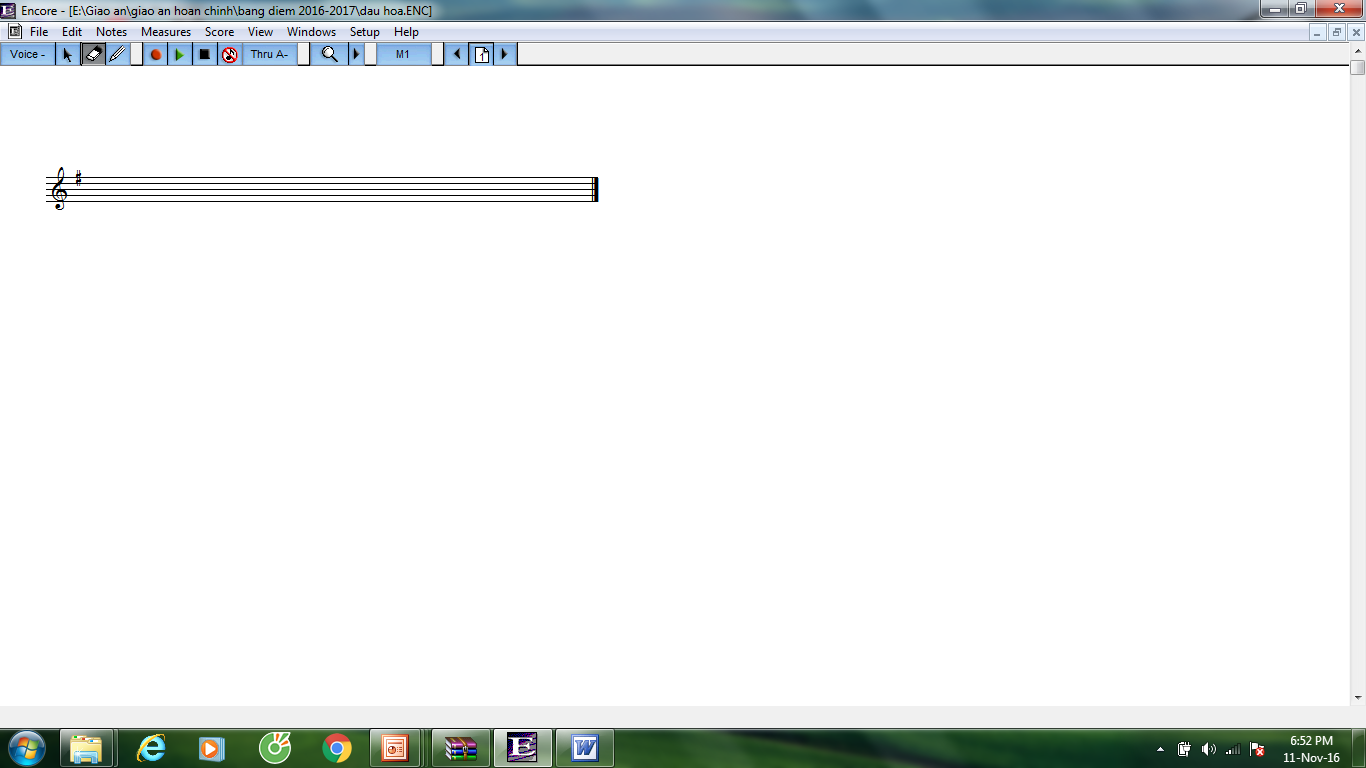 Encore - [E:\Giao an\giao an hoan chinh\bang diem 2016-2017\dau hoa.ENC]
File Edit Notes Measures Score View Windows Setup Help
Voice - Thru A- M1 1
6:52 PM
11-Nov-16